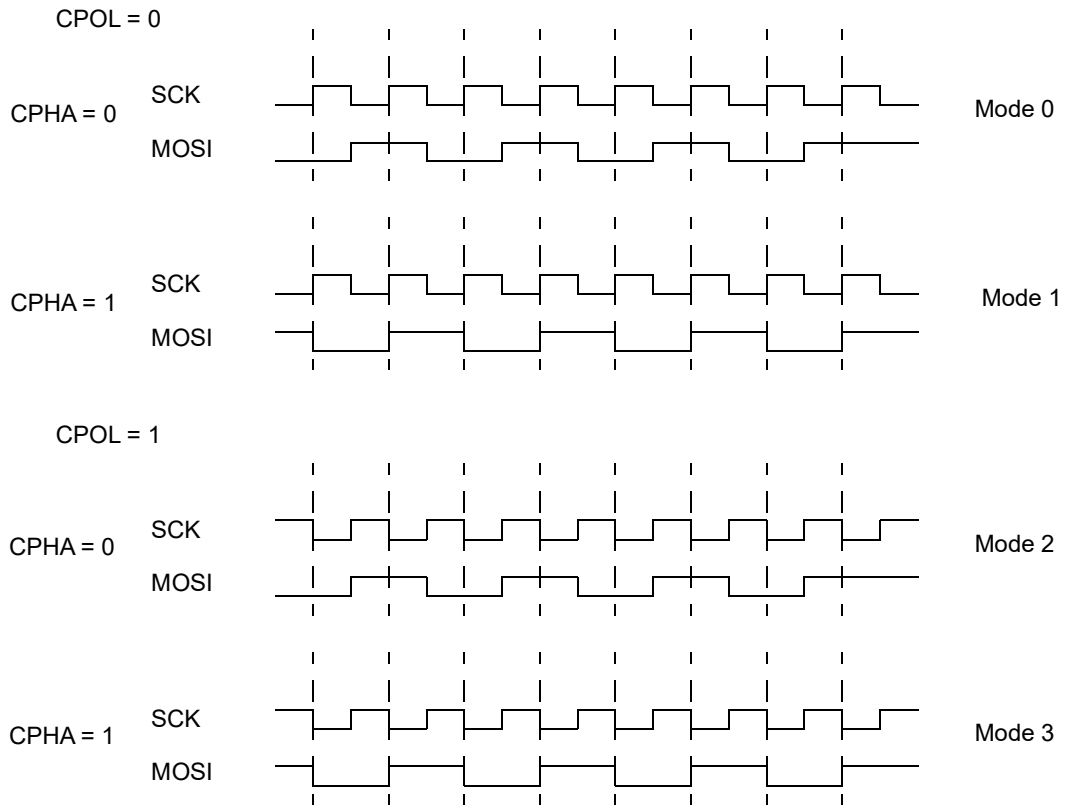 CPOL = 0
SCK
CPHA = 0
Mode 0
MOSI
SCK
CPHA = 1
Mode 1
MOSI
CPOL = 1
SCK
CPHA = 0
Mode 2
MOSI
SCK
CPHA = 1
Mode 3
MOSI